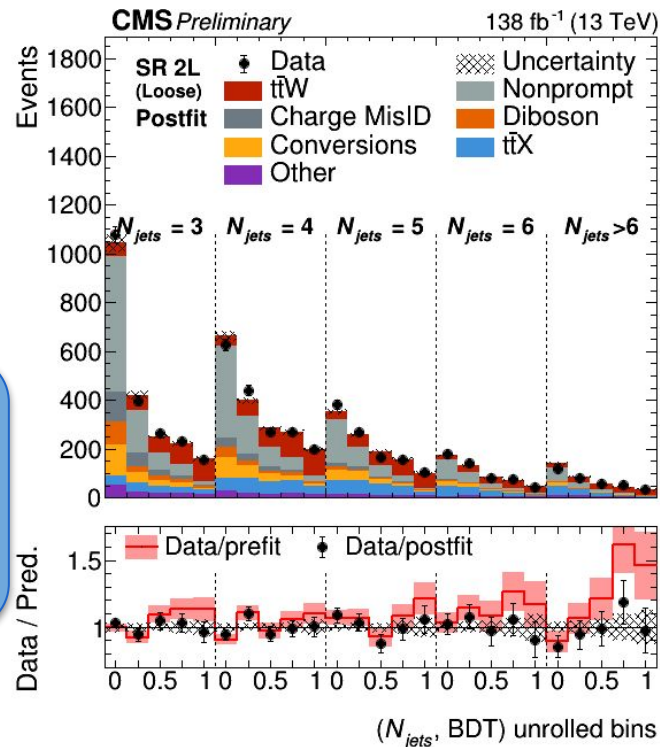 CMS Preliminary 138 fb⁻¹ (13 TeV)
Events
1800
1600
1400
1200
1000
800
600
400
200
0
SR 2L
(Loose)
Postfit
Data
Uncertainty
tt̄W
Nonprompt
Charge MisID
Diboson
Conversions
tt̄X
Other
N_jets = 3 N_jets = 4 N_jets = 5 N_jets = 6 N_jets >6
Data / Pred.
1.5
1
Data/prefit Data/postfit
0 0.5 1 0 0.5 1 0 0.5 1 0 0.5 1 0 0.5 1
(N_jets, BDT) unrolled bins